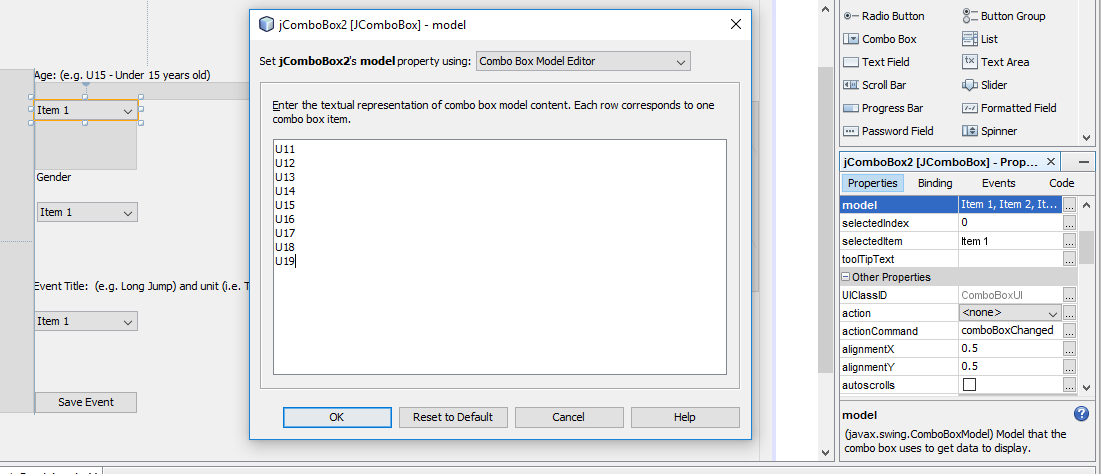 jComboBox2 [JComboBox] - model
Set jComboBox2's model property using: Combo Box Model Editor
Enter the textual representation of combo box model content. Each row corresponds to one
combo box item.
U11
U12
U13
U14
U15
U16
U17
U18
U19
OK Reset to Default Cancel Help
Age: (e.g. U15 - Under 15 years old)
Item 1
Gender
Item 1
Event Title: (e.g. Long Jump) and unit (i.e. T
Item 1
Save Event
Radio Button Button Group
Combo Box List
Text Field Text Area
Scroll Bar Slider
Progress Bar Formatted Field
Password Field Spinner
jComboBox2 [JComboBox] - Prop...
Properties Binding Events Code
model Item 1, Item 2, It... ...
selectedIndex 0 ...
selectedItem Item 1 ...
toolTipText ...
Other Properties
UIClassID ComboBoxUI ...
action <none> ...
actionCommand comboBoxChanged ...
alignmentX 0.5 ...
alignmentY 0.5 ...
autoscrolls ...
model
(javax.swing.ComboBoxModel) Model that the
combo box uses to get data to display.